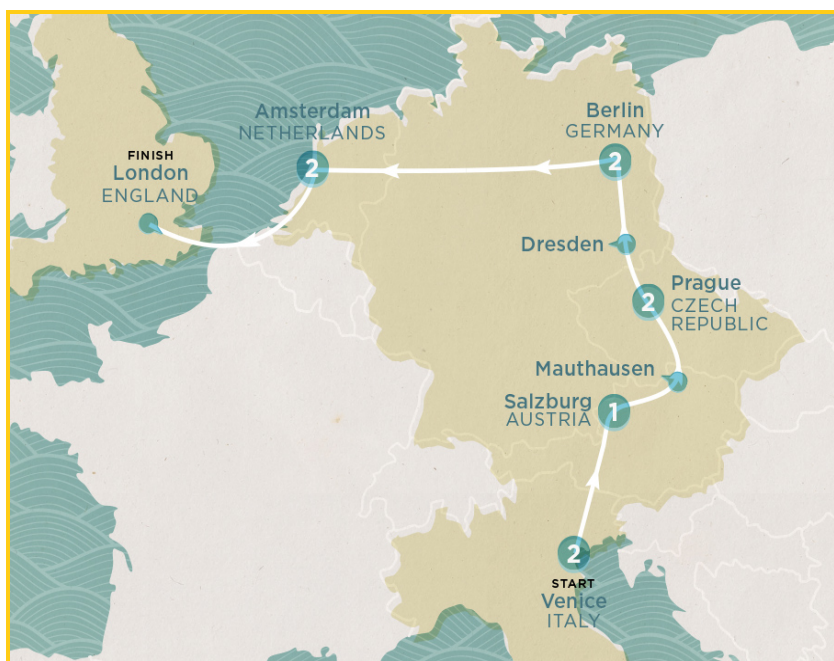 Amsterdam
NETHERLANDS
2
Berlin
GERMANY
2
FINISH
London
ENGLAND
Dresden
Prague
CZECH
REPUBLIC
2
Mauthausen
Salzburg
AUSTRIA
1
2
START
Venice
ITALY